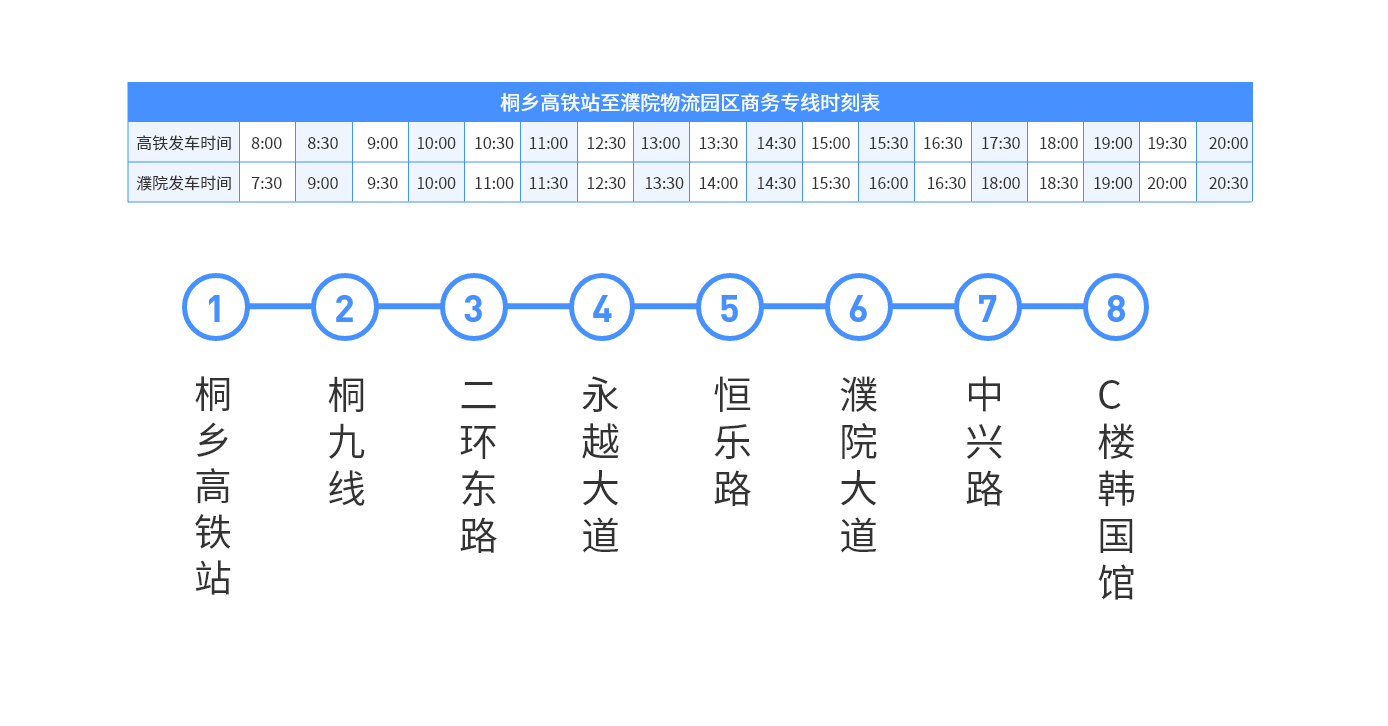 桐乡高铁站至濮院物流园区商务专线时刻表
高铁发车时间 8:00 8:30 9:00 10:00 10:30 11:00 12:30 13:00 13:30 14:30 15:00 15:30 16:30 17:30 18:00 19:00 19:30 20:00
濮院发车时间 7:30 9:00 9:30 10:00 11:00 11:30 12:30 13:30 14:00 14:30 15:30 16:00 16:30 18:00 18:30 19:00 20:00 20:30
1 2 3 4 5 6 7 8
桐乡高铁站
桐九线
二环东路
永越大道
恒乐路
濮院大道
中兴路
C楼韩国馆